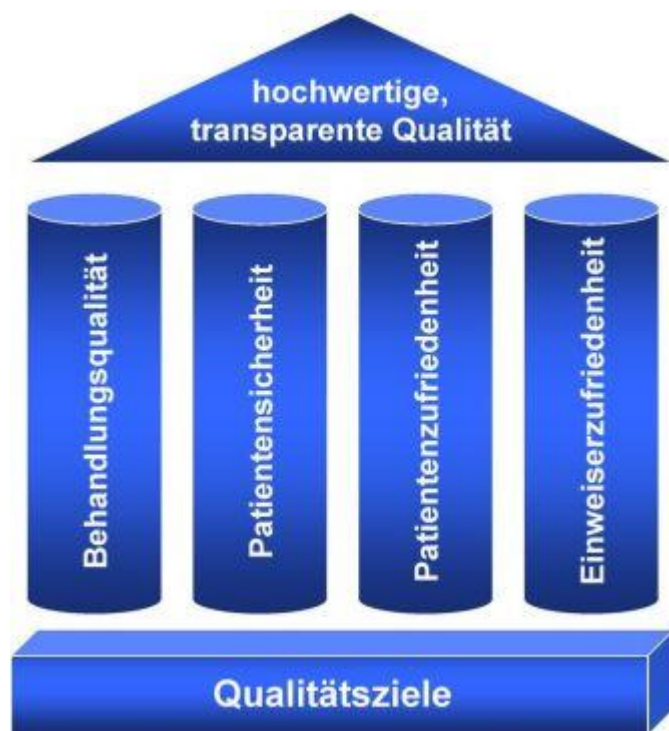 hochwertige,
transparente Qualität
Behandlungsqualität
Patientensicherheit
Patientenzufriedenheit
Einweiserzufriedenheit
Qualitätsziele